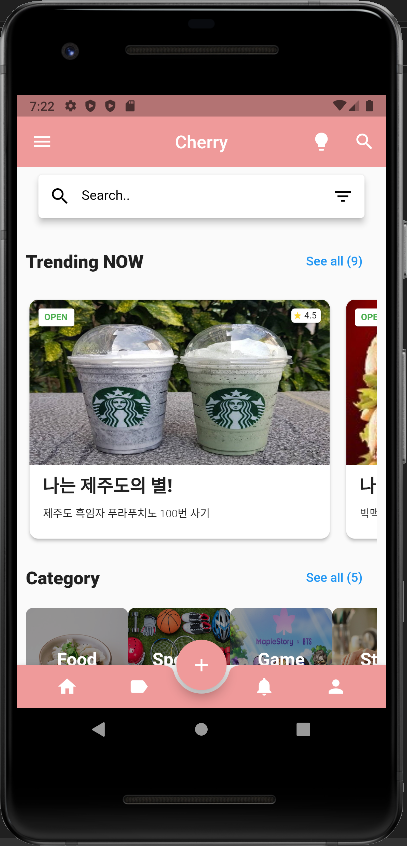 7:22
Cherry
Search..
Trending NOW
See all (9)
OPEN
4.5
OPE
나는 제주도의 별!
나
제주도 흑임자 푸라푸치노 100번 사기
빅맥
Category
See all (5)
Food
Sp
Game
St
MapleStory